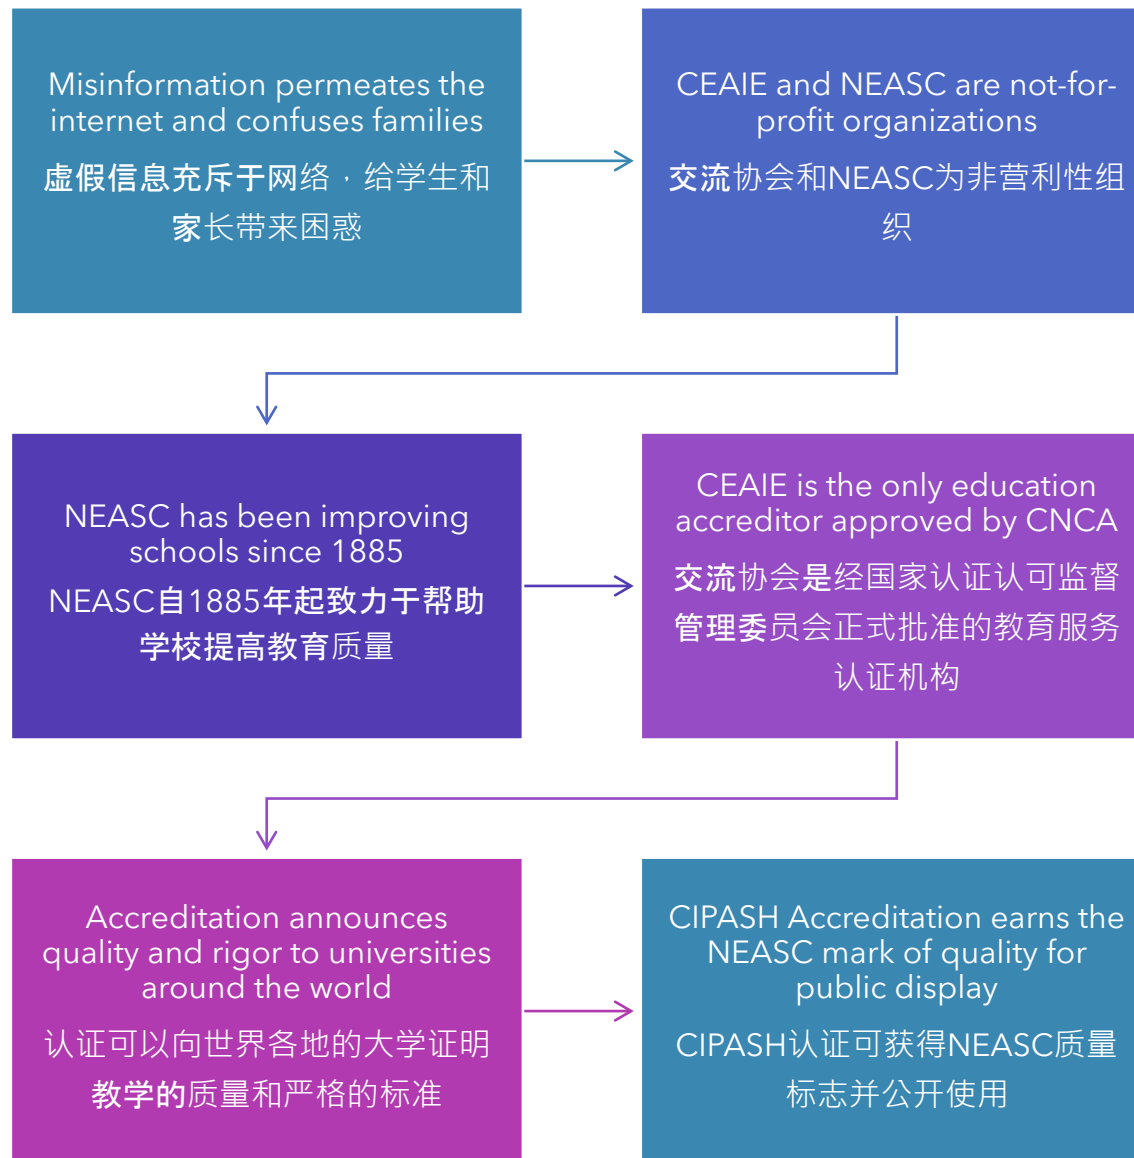 Misinformation permeates the
internet and confuses families
虚假信息充斥于网络，给学生和
家长带来困惑
CEAIE and NEASC are not-for-
profit organizations
交流协会和NEASC为非营利性组
织
NEASC has been improving
schools since 1885
NEASC自1885年起致力于帮助
学校提高教育质量
CEAIE is the only education
accreditor approved by CNCA
交流协会是经国家认证认可监督
管理委员会正式批准的教育服务
认证机构
Accreditation announces
quality and rigor to universities
around the world
认证可以向世界各地的大学证明
教学的质量和严格的标准
CIPASH Accreditation earns the
NEASC mark of quality for
public display
CIPASH认证可获得NEASC质量
标志并公开使用